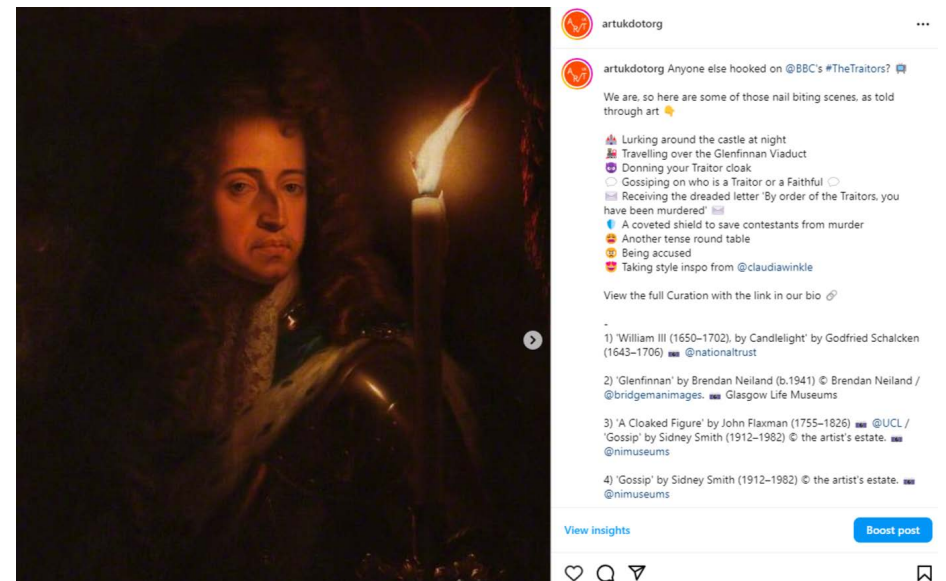 artukdotorg
artukdotorg Anyone else hooked on @BBC's #TheTraitors? 📺
We are, so here are some of those nail biting scenes, as told
through art 👇
🏰 Lurking around the castle at night
🚂 Travelling over the Glenfinnan Viaduct
😈 Donning your Traitor cloak
💬 Gossiping on who is a Traitor or a Faithful 💬
✉️ Receiving the dreaded letter 'By order of the Traitors, you
have been murdered' ✉️
🛡️ A coveted shield to save contestants from murder
😩 Another tense round table
😧 Being accused
😍 Taking style inspo from @claudiawinkle
View the full Curation with the link in our bio 🔗
-
1) 'William III (1650–1702), by Candlelight' by Godfried Schalcken
(1643–1706) 📷 @nationaltrust
2) 'Glenfinnan' by Brendan Neiland (b.1941) © Brendan Neiland /
@bridgemanimages. 📷 Glasgow Life Museums
3) 'A Cloaked Figure' by John Flaxman (1755–1826) 📷 @UCL /
'Gossip' by Sidney Smith (1912–1982) © the artist's estate. 📷
@nimuseums
4) 'Gossip' by Sidney Smith (1912–1982) © the artist's estate. 📷
@nimuseums
View insights
Boost post